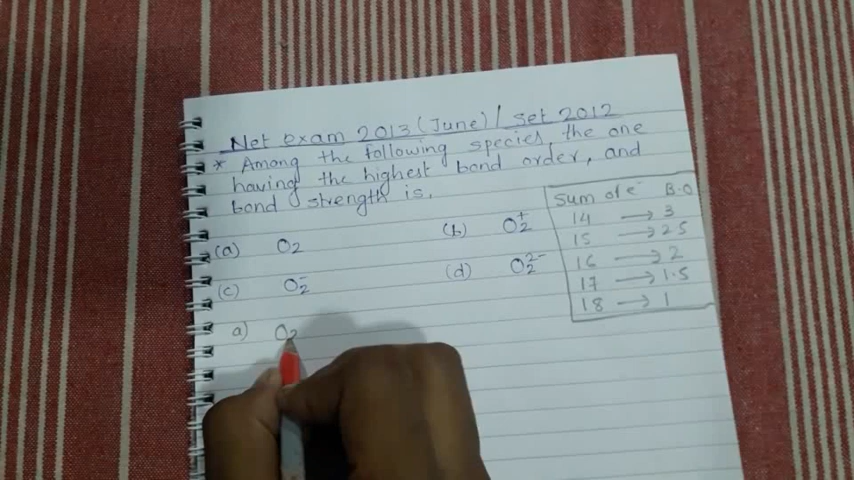 Net exam 2013 (June) / Set 2012
* Among the following species, the one
having the highest bond order, and
bond strength is.
(a) O₂ (b) O₂⁺
(c) O₂⁻ (d) O₂²⁻
Sum of e⁻ B.O
14 → 3
15 → 2.5
16 → 2
17 → 1.5
18 → 1
a) O₂